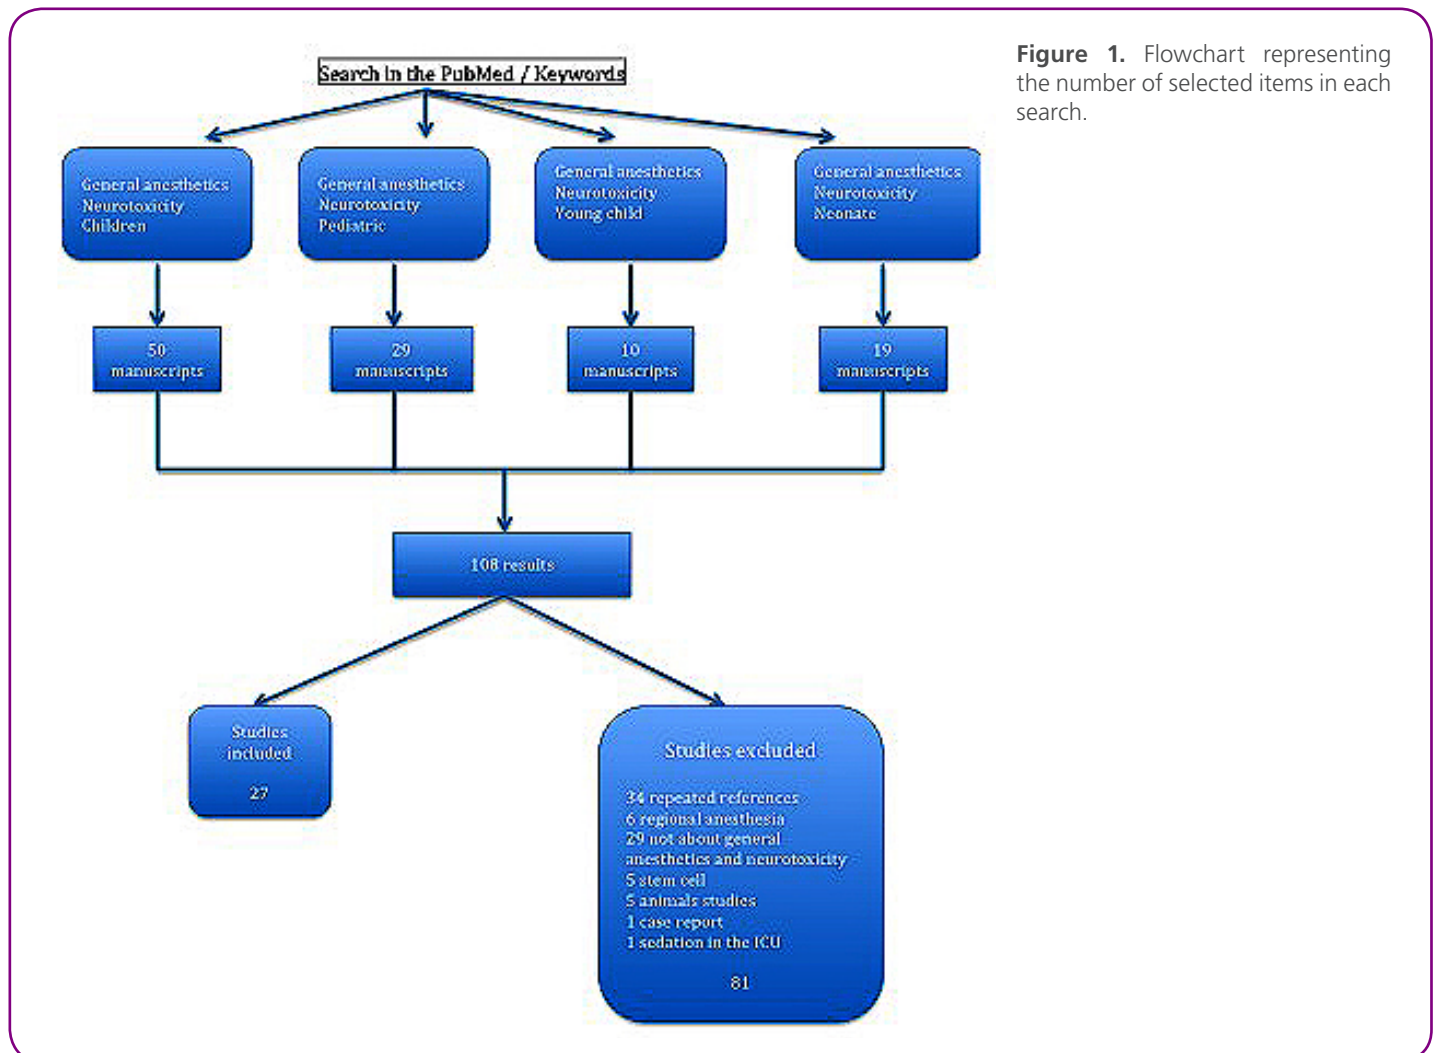 Search in the PubMed / Keywords
General anesthetics
Neurotoxicity
Children
General anesthetics
Neurotoxicity
Pediatric
General anesthetics
Neurotoxicity
Young child
General anesthetics
Neurotoxicity
Neonate
50
manuscripts
29
manuscripts
10
manuscripts
19
manuscripts
108 results
Studies
included
27
Studies excluded
34 repeated references
6 regional anesthesia
29 not about general
anesthetics and neurotoxicity
5 stem cell
5 animals studies
1 case report
1 sedation in the ICU
81
Figure 1. Flowchart representing
the number of selected items in each
search.